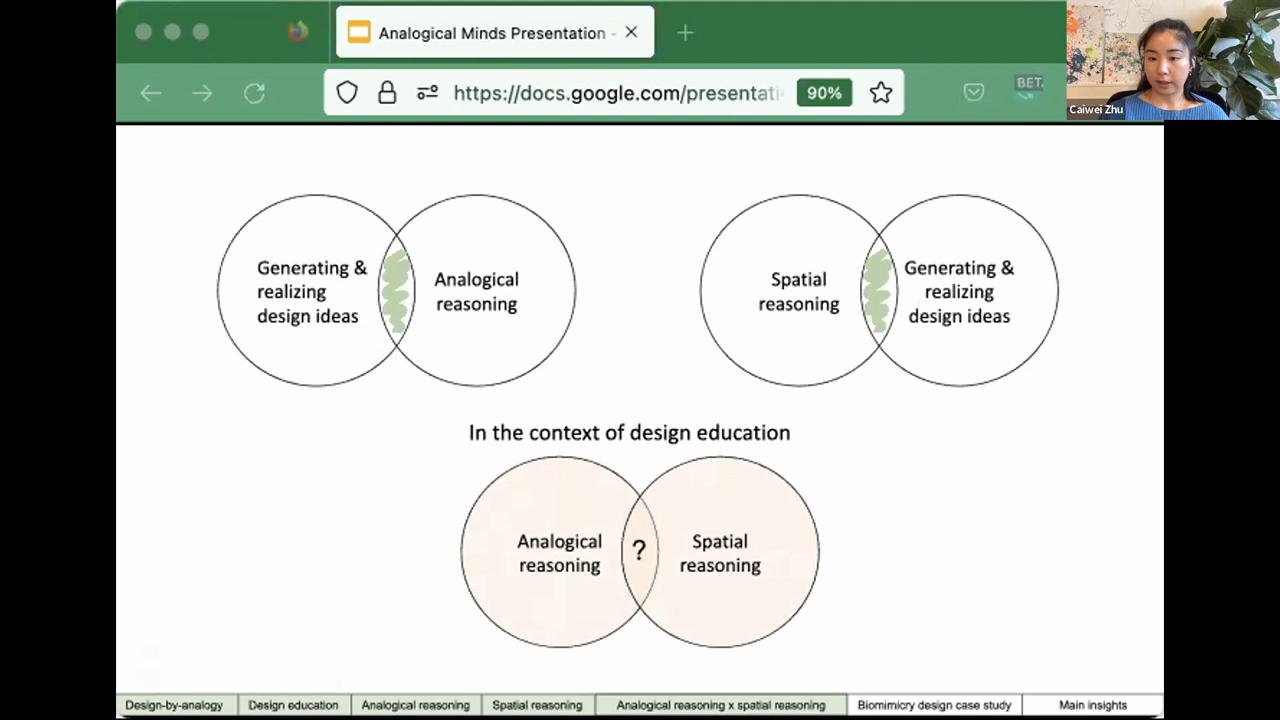 Analogical Minds Presentation -
https://docs.google.com/presentati
90%
BET
Caiwei Zhu
Generating &
realizing
design ideas
Analogical
reasoning
Spatial
reasoning
Generating &
realizing
design ideas
In the context of design education
Analogical
reasoning
?
Spatial
reasoning
Design-by-analogy
Design education
Analogical reasoning
Spatial reasoning
Analogical reasoning x spatial reasoning
Biomimicry design case study
Main insights